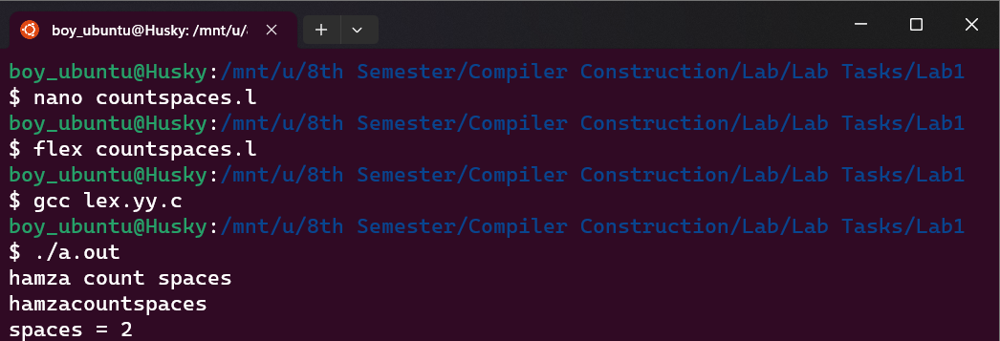 boy_ubuntu@Husky: /mnt/u/
boy_ubuntu@Husky:/mnt/u/8th Semester/Compiler Construction/Lab/Lab Tasks/Lab1
$ nano countspaces.l
boy_ubuntu@Husky:/mnt/u/8th Semester/Compiler Construction/Lab/Lab Tasks/Lab1
$ flex countspaces.l
boy_ubuntu@Husky:/mnt/u/8th Semester/Compiler Construction/Lab/Lab Tasks/Lab1
$ gcc lex.yy.c
boy_ubuntu@Husky:/mnt/u/8th Semester/Compiler Construction/Lab/Lab Tasks/Lab1
$ ./a.out
hamza count spaces
hamzacountspaces
spaces = 2